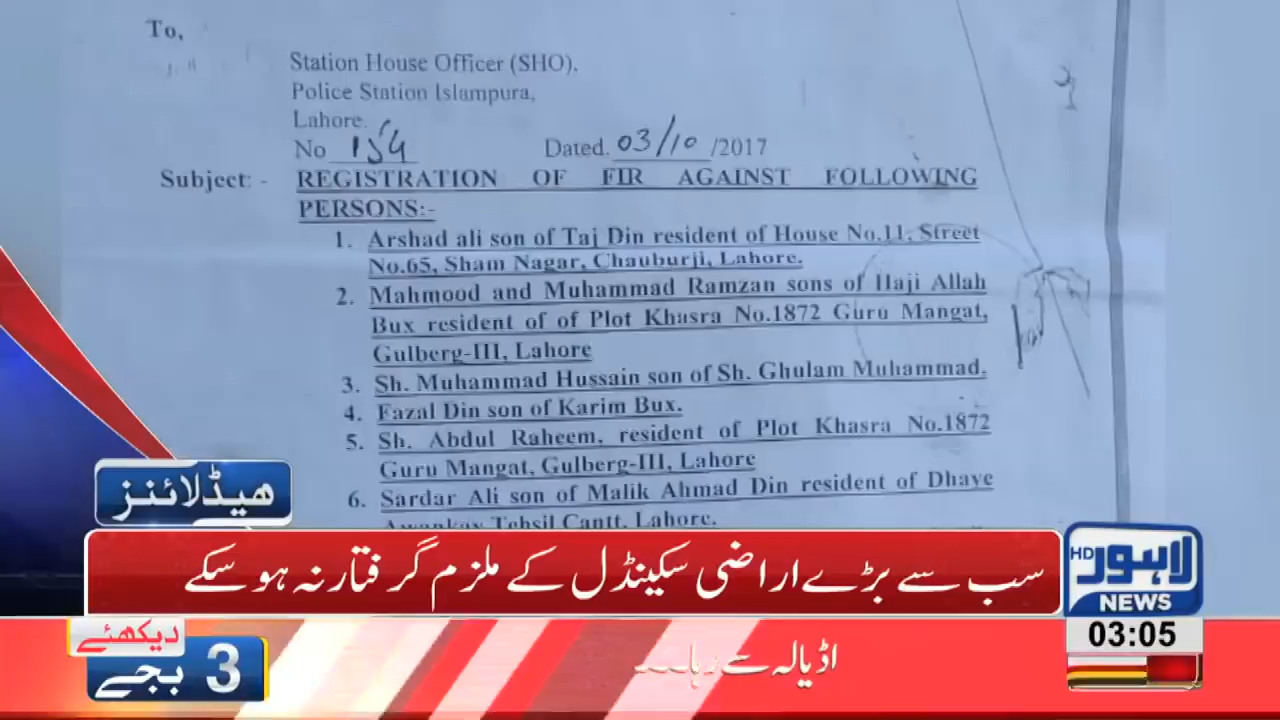 To,
Station House Officer (SHO),
Police Station Islampura,
Lahore.
No 154 Dated. 03/10/2017
Subject: - REGISTRATION OF FIR AGAINST FOLLOWING
PERSONS:-
1. Arshad ali son of Taj Din resident of House No.11, Street
No.65, Sham Nagar, Chauburji, Lahore.
2. Mahmood and Muhammad Ramzan sons of Haji Allah
Bux resident of of Plot Khasra No.1872 Guru Mangat,
Gulberg-III, Lahore
3. Sh. Muhammad Hussain son of Sh. Ghulam Muhammad.
4. Fazal Din son of Karim Bux.
5. Sh. Abdul Raheem, resident of Plot Khasra No.1872
Guru Mangat, Gulberg-III, Lahore
6. Sardar Ali son of Malik Ahmad Din resident of Dhaye
Awankay Tehsil Cantt, Lahore.
ہیڈلائنز
سب سے بڑے اراضی سکینڈل کے ملزم گرفتار نہ ہو سکے
لاہور HD
NEWS
03:05
دیکھئے
3 بجے
اڈیالہ سے رہا۔۔۔